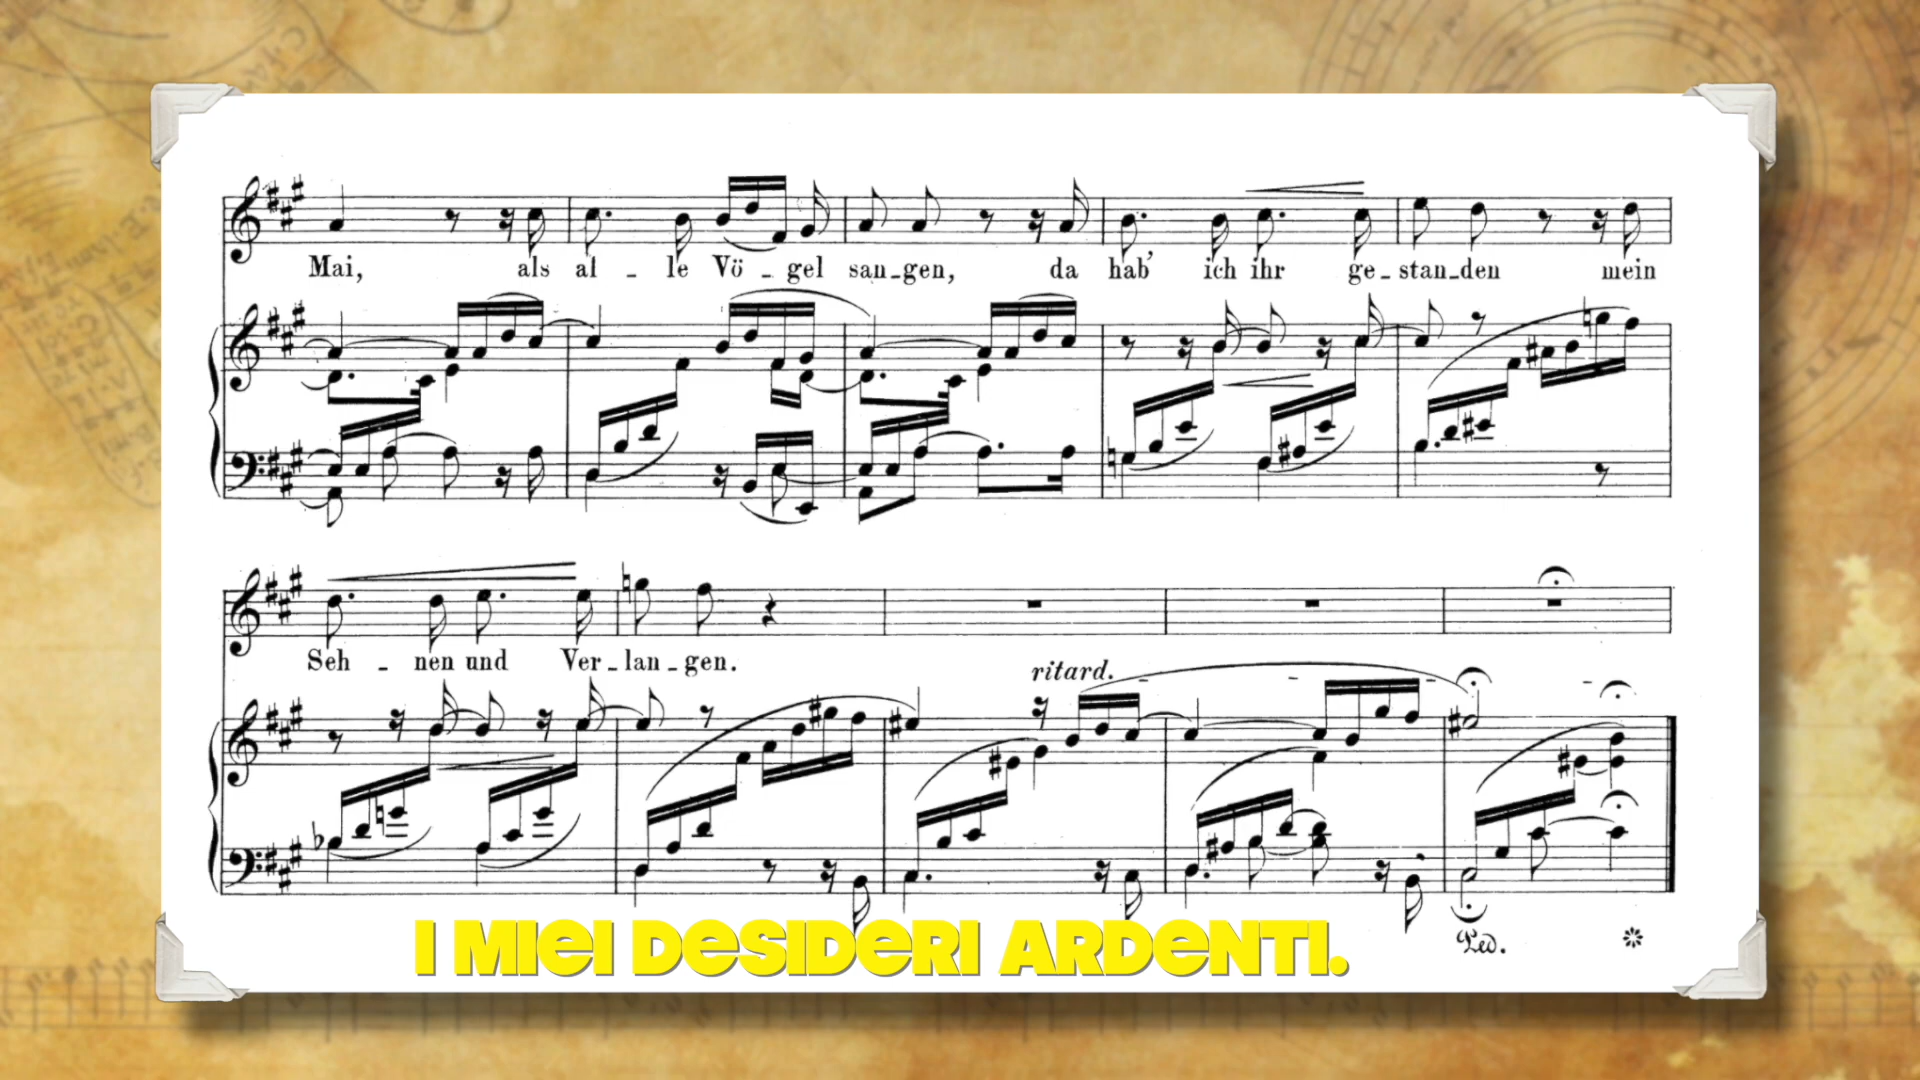 Mai, als al - le Vö - gel san - gen, da hab' ich ihr ge - stan - den mein
Seh - nen und Ver - lan - gen.
ritard.
I MIEI DESIDERI ARDENTI.
Ped.